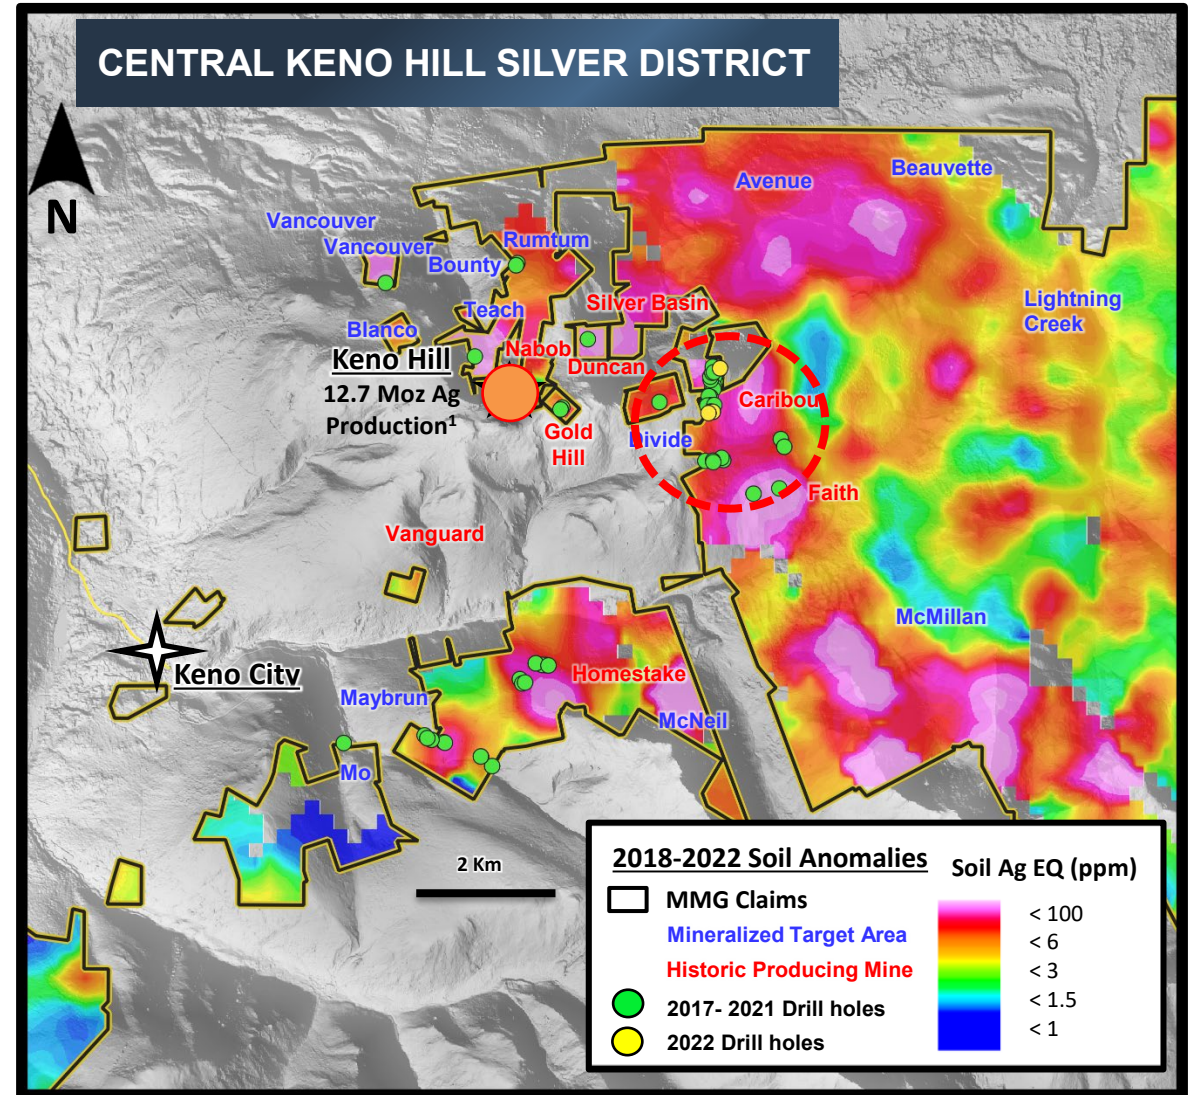 CENTRAL KENO HILL SILVER DISTRICT
N
Avenue
Beauvette
Vancouver
Vancouver
Rumtum
Bounty
Lightning
Creek
Silver Basin
Teach
Blanco
Nabob
Keno Hill
Duncan
12.7 Moz Ag
Production¹
Caribou
Gold
Hill
Divide
Faith
Vanguard
McMillan
Keno City
Homestake
Maybrun
McNeil
Mo
2 Km
2018-2022 Soil Anomalies
MMG Claims
Mineralized Target Area
Historic Producing Mine
2017- 2021 Drill holes
2022 Drill holes
Soil Ag EQ (ppm)
< 100
< 6
< 3
< 1.5
< 1